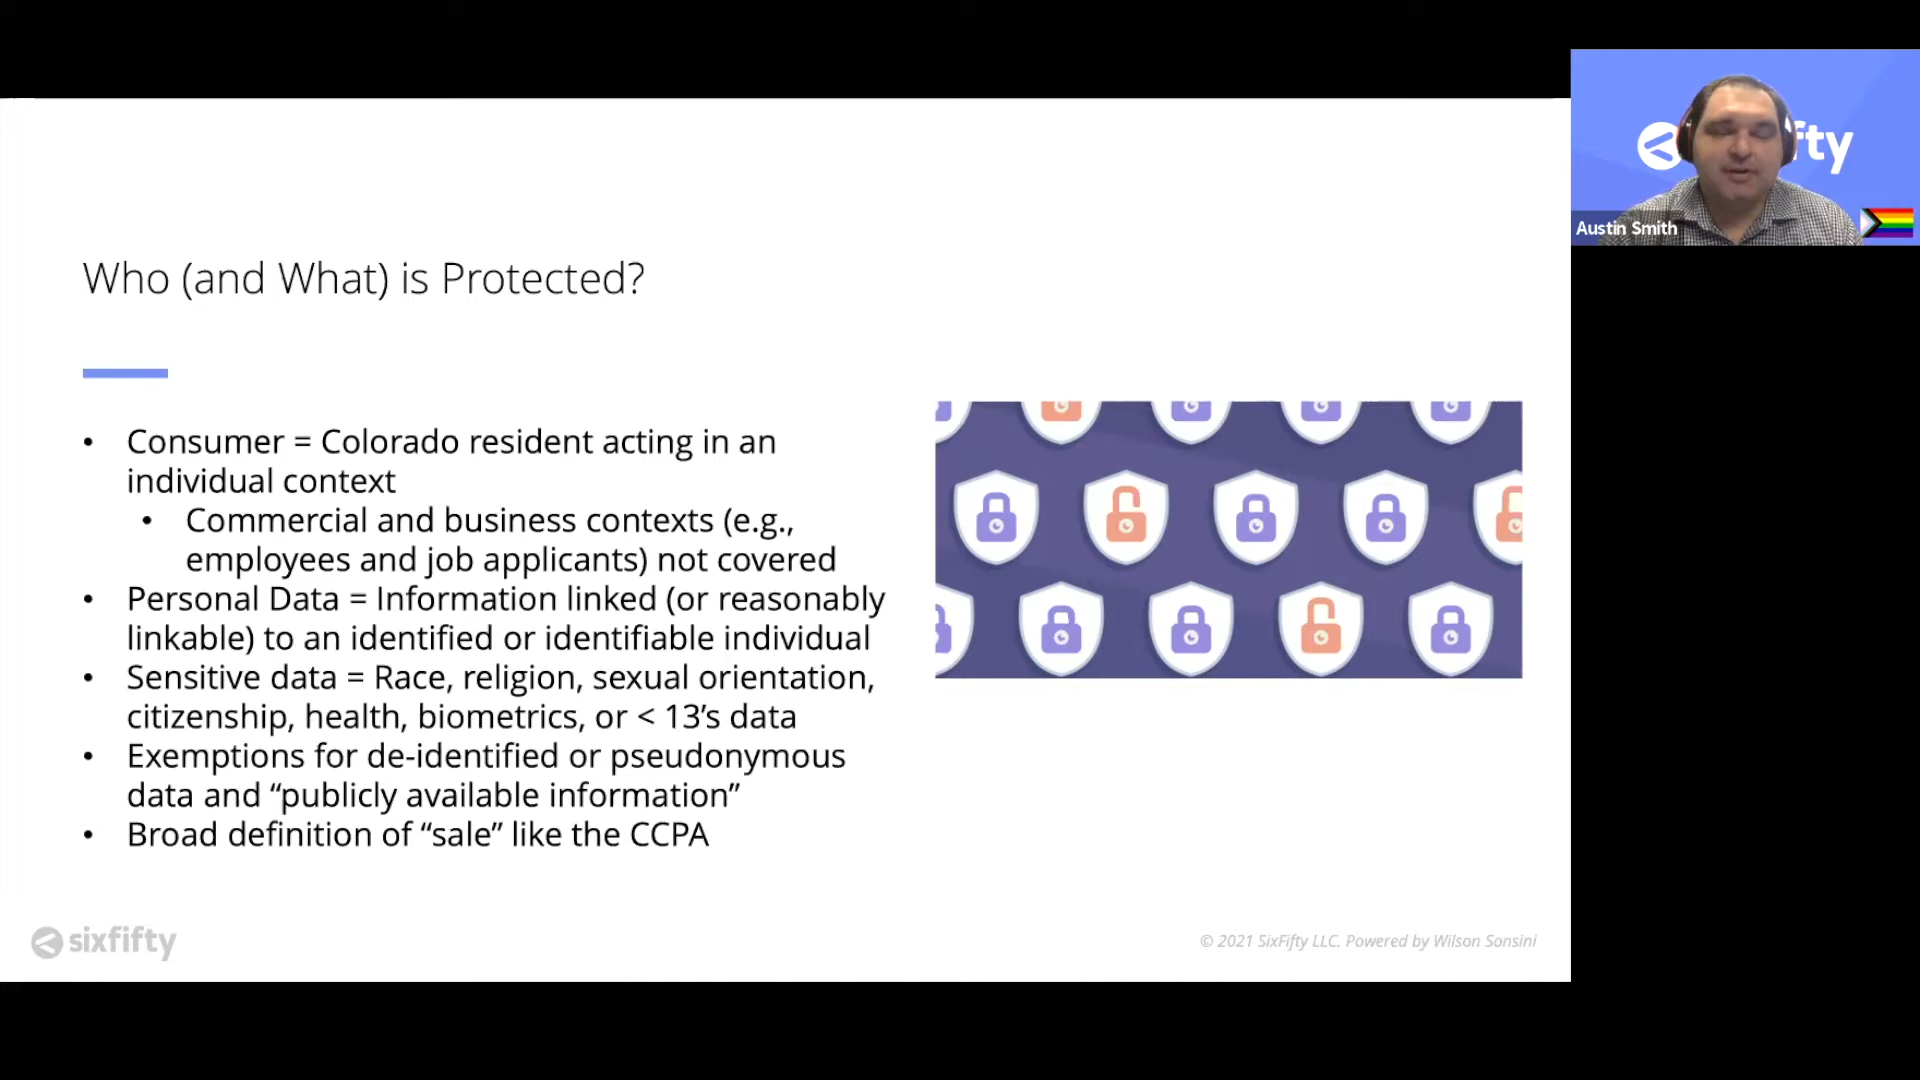 Who (and What) is Protected?
• Consumer = Colorado resident acting in an
individual context
• Commercial and business contexts (e.g.,
employees and job applicants) not covered
• Personal Data = Information linked (or reasonably
linkable) to an identified or identifiable individual
• Sensitive data = Race, religion, sexual orientation,
citizenship, health, biometrics, or < 13’s data
• Exemptions for de-identified or pseudonymous
data and “publicly available information”
• Broad definition of “sale” like the CCPA
sixfifty
© 2021 SixFifty LLC. Powered by Wilson Sonsini
fty
Austin Smith